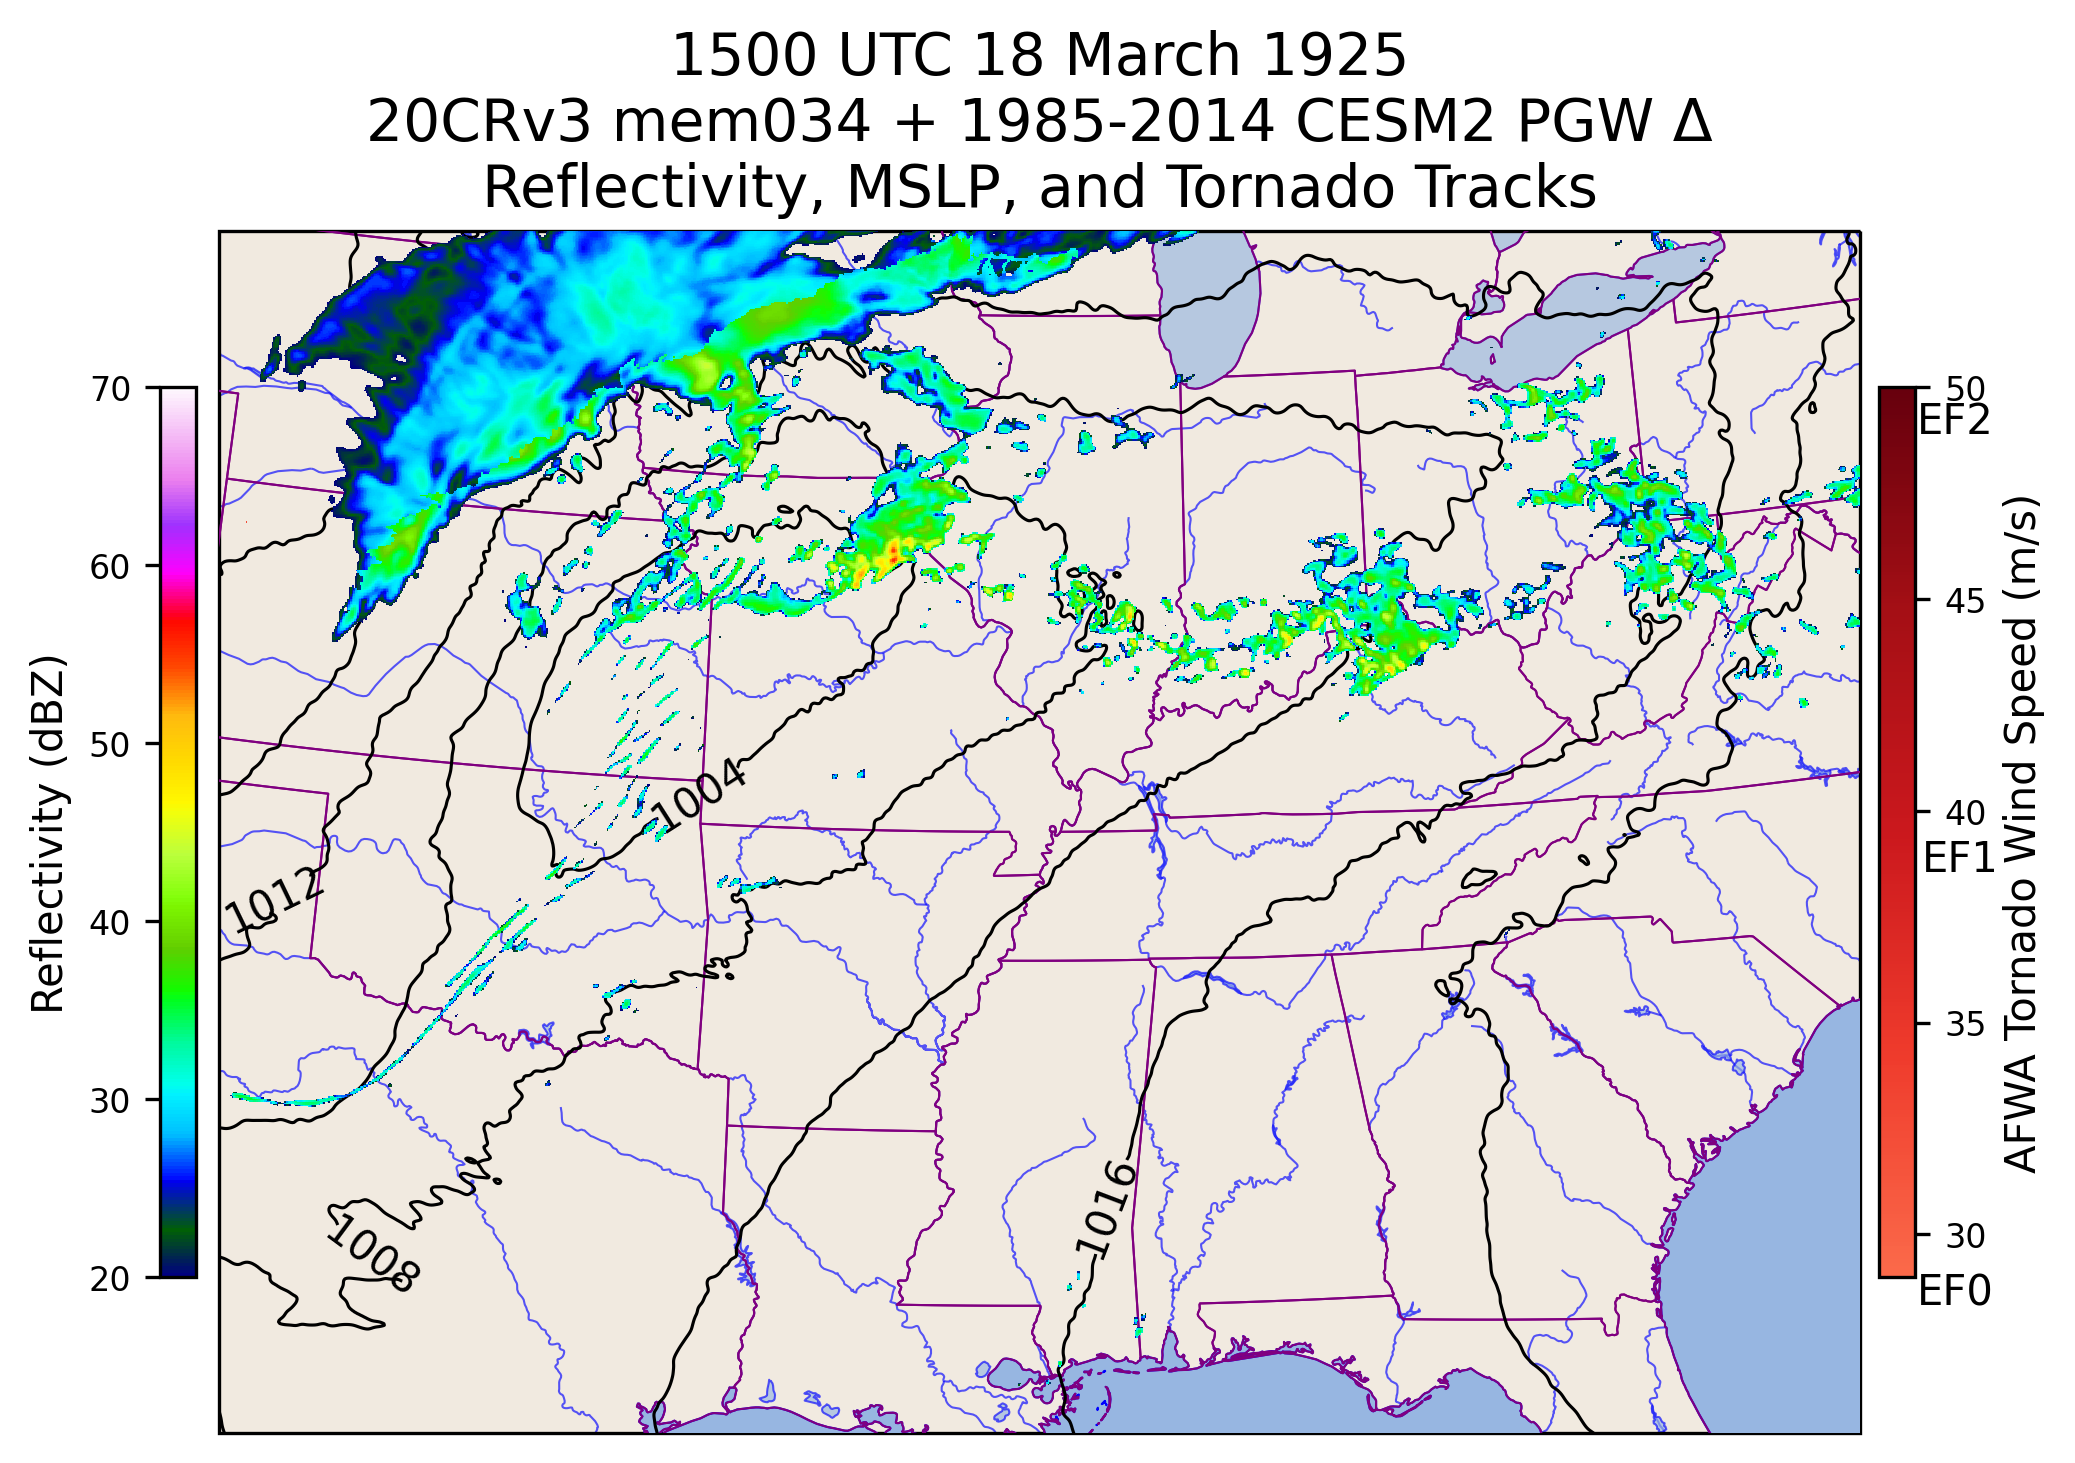 1500 UTC 18 March 1925
20CRv3 mem034 + 1985-2014 CESM2 PGW Δ
Reflectivity, MSLP, and Tornado Tracks
70
60
50
40
30
20
Reflectivity (dBZ)
1004
1012
1016
1008
50
EF2
45
40
EF1
35
30
EF0
AFWA Tornado Wind Speed (m/s)